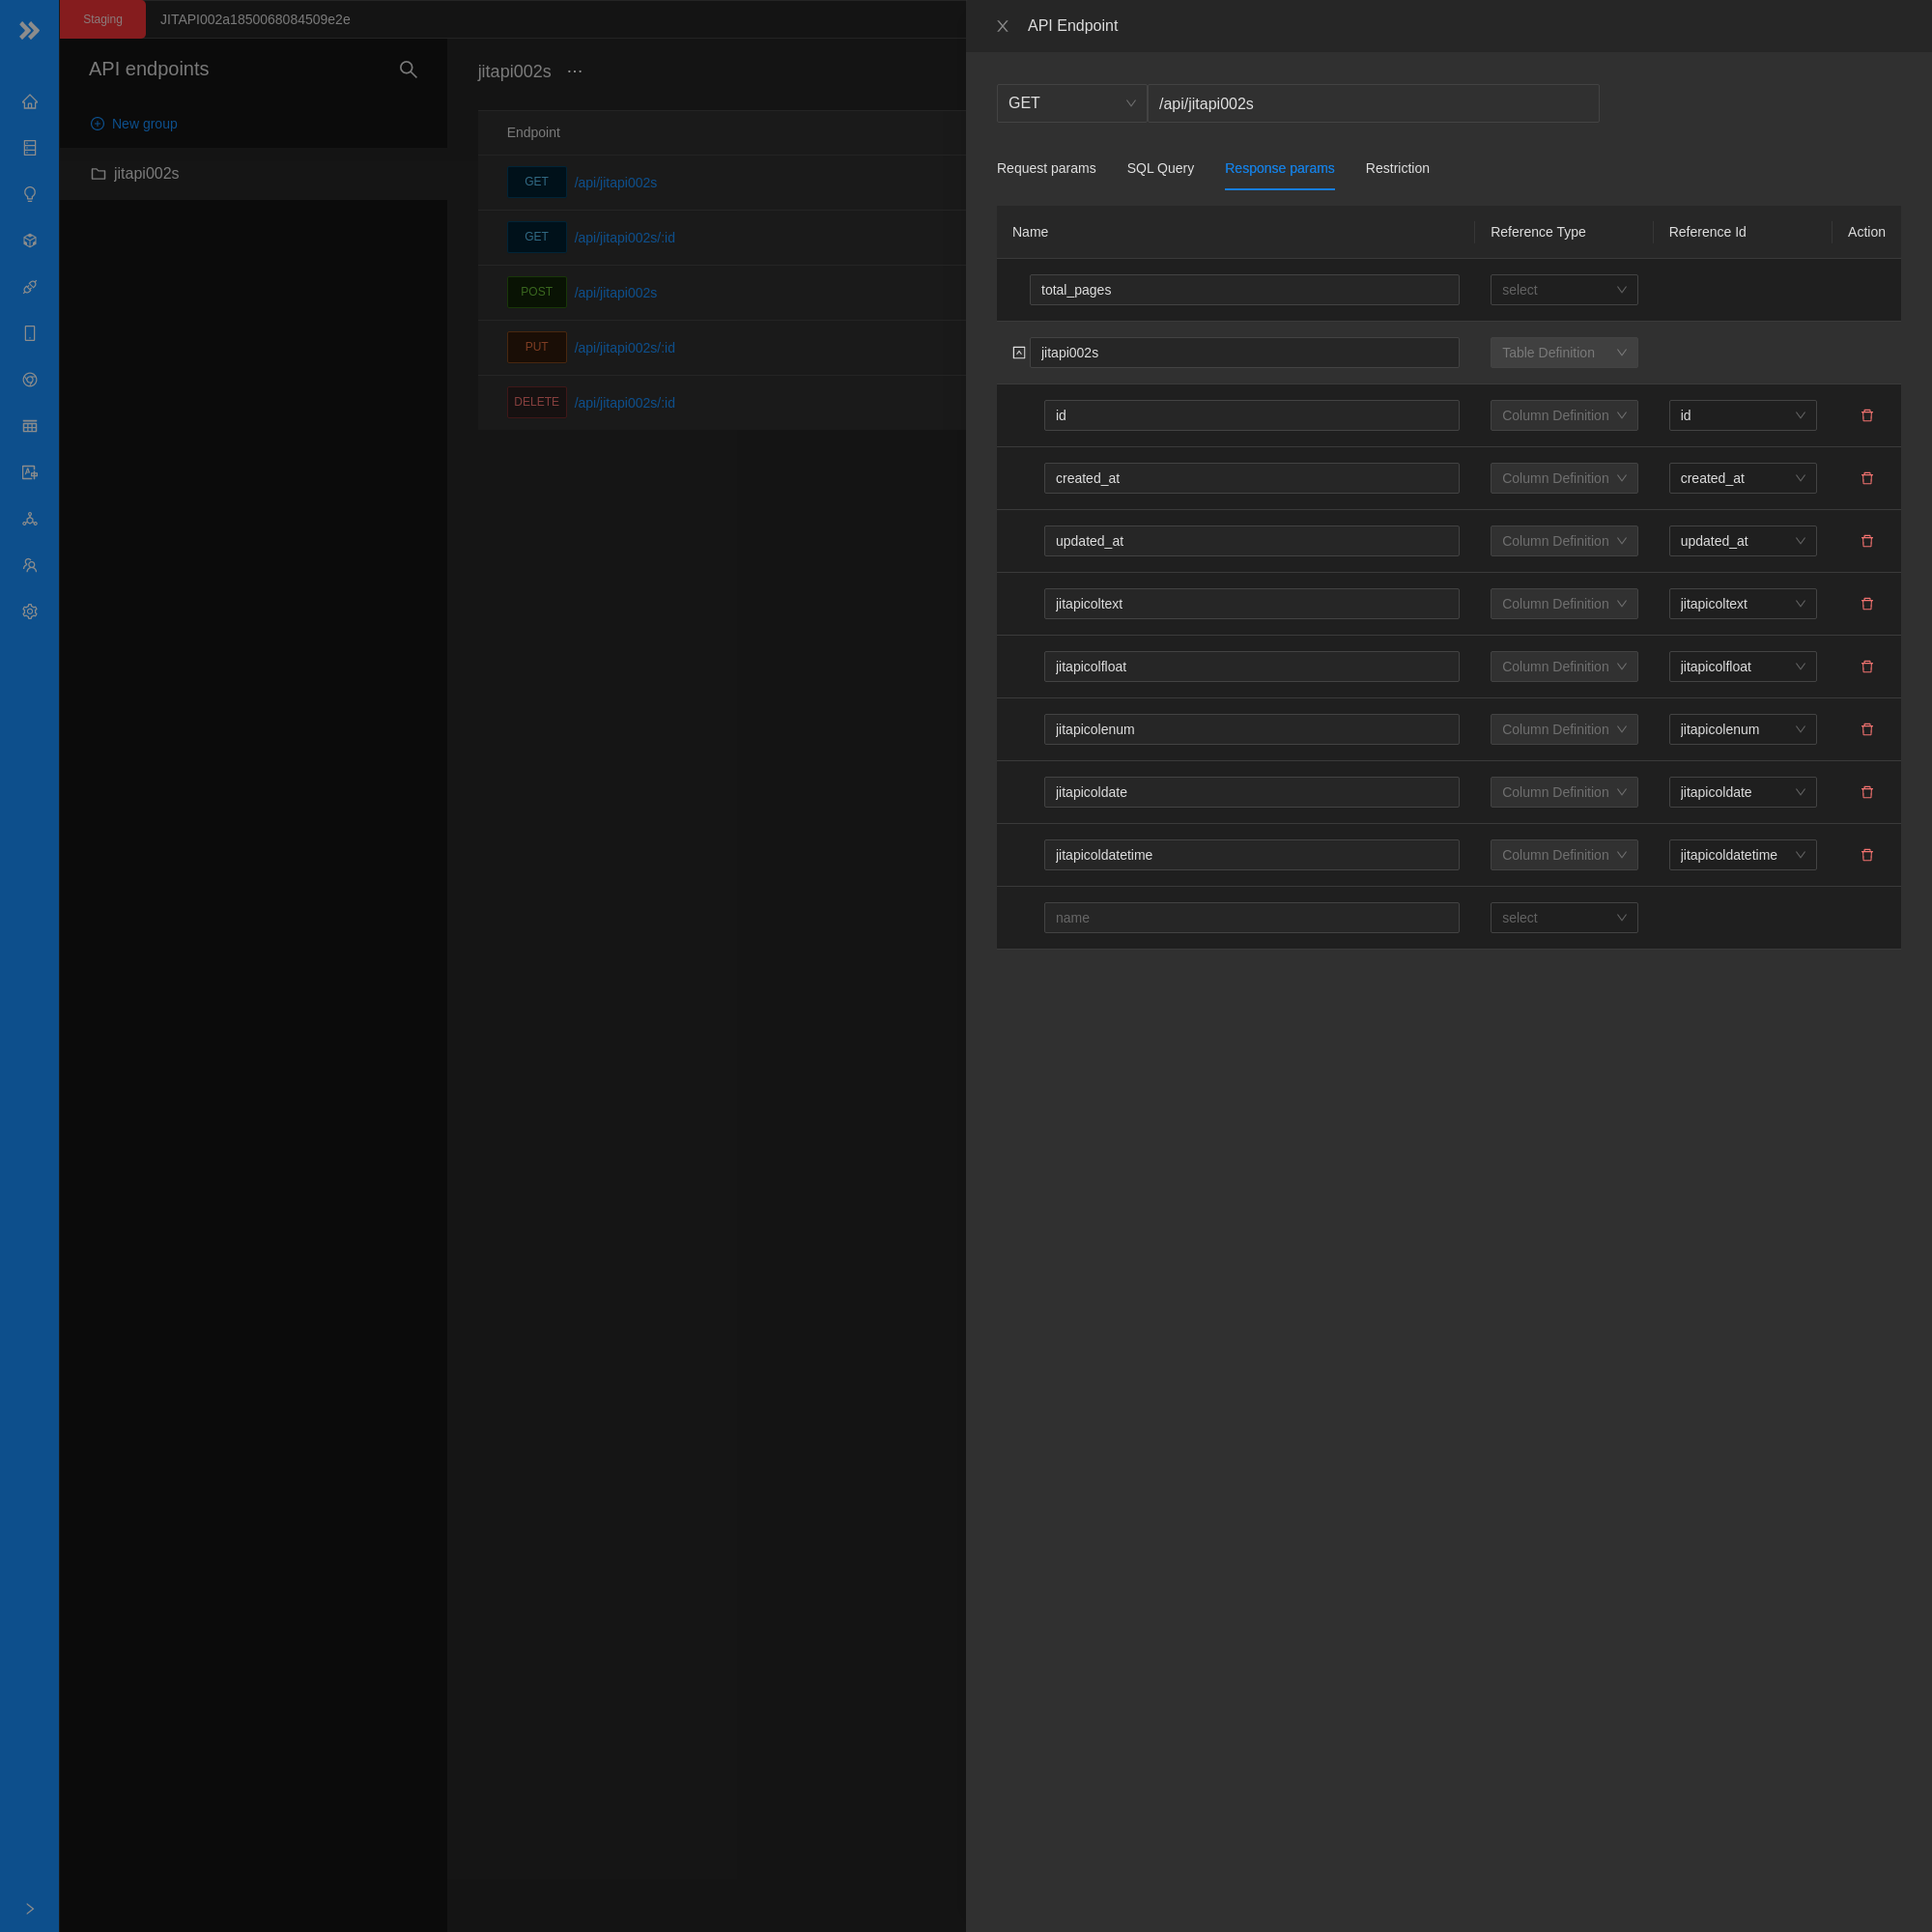 Staging JITAPI002a1850068084509e2e
API endpoints
New group
jitapi002s
jitapi002s ···
Endpoint
GET /api/jitapi002s
GET /api/jitapi002s/:id
POST /api/jitapi002s
PUT /api/jitapi002s/:id
DELETE /api/jitapi002s/:id
API Endpoint
GET /api/jitapi002s
Request params SQL Query Response params Restriction
Name Reference Type Reference Id Action
total_pages select
jitapi002s Table Definition
id Column Definition id
created_at Column Definition created_at
updated_at Column Definition updated_at
jitapicoltext Column Definition jitapicoltext
jitapicolfloat Column Definition jitapicolfloat
jitapicolenum Column Definition jitapicolenum
jitapicoldate Column Definition jitapicoldate
jitapicoldatetime Column Definition jitapicoldatetime
name select